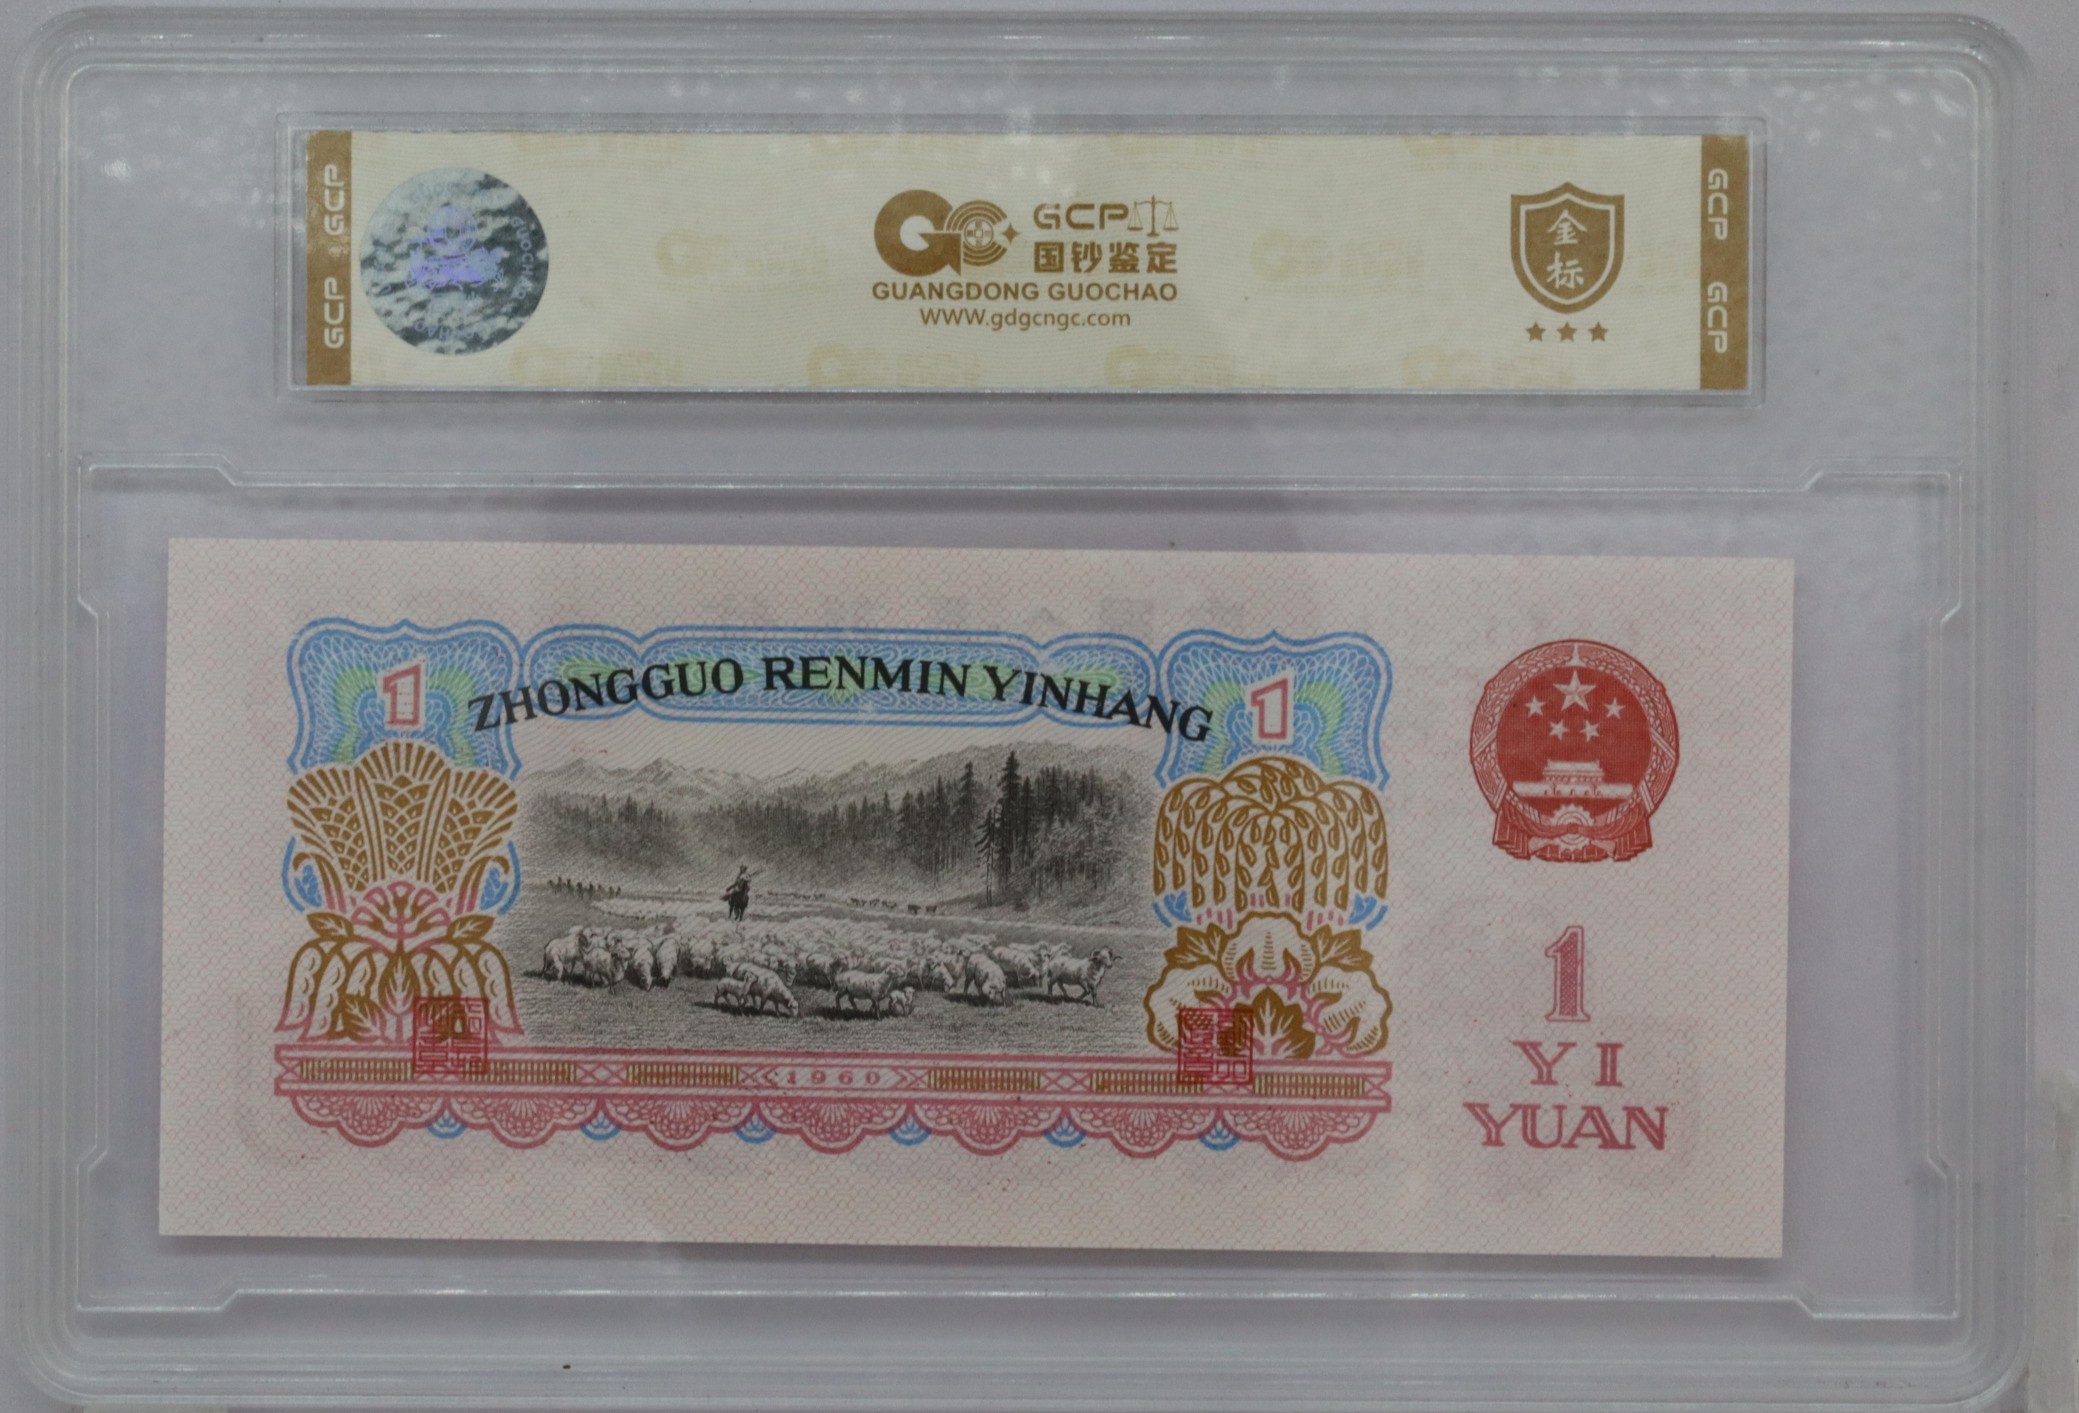 GCP GCP
GCP
国钞鉴定
GUANGDONG GUOCHAO
WWW.gdgcngc.com
金
标
GCP GCP
1
ZHONGGUO RENMIN YINHANG
1
1960
1
YI
YUAN